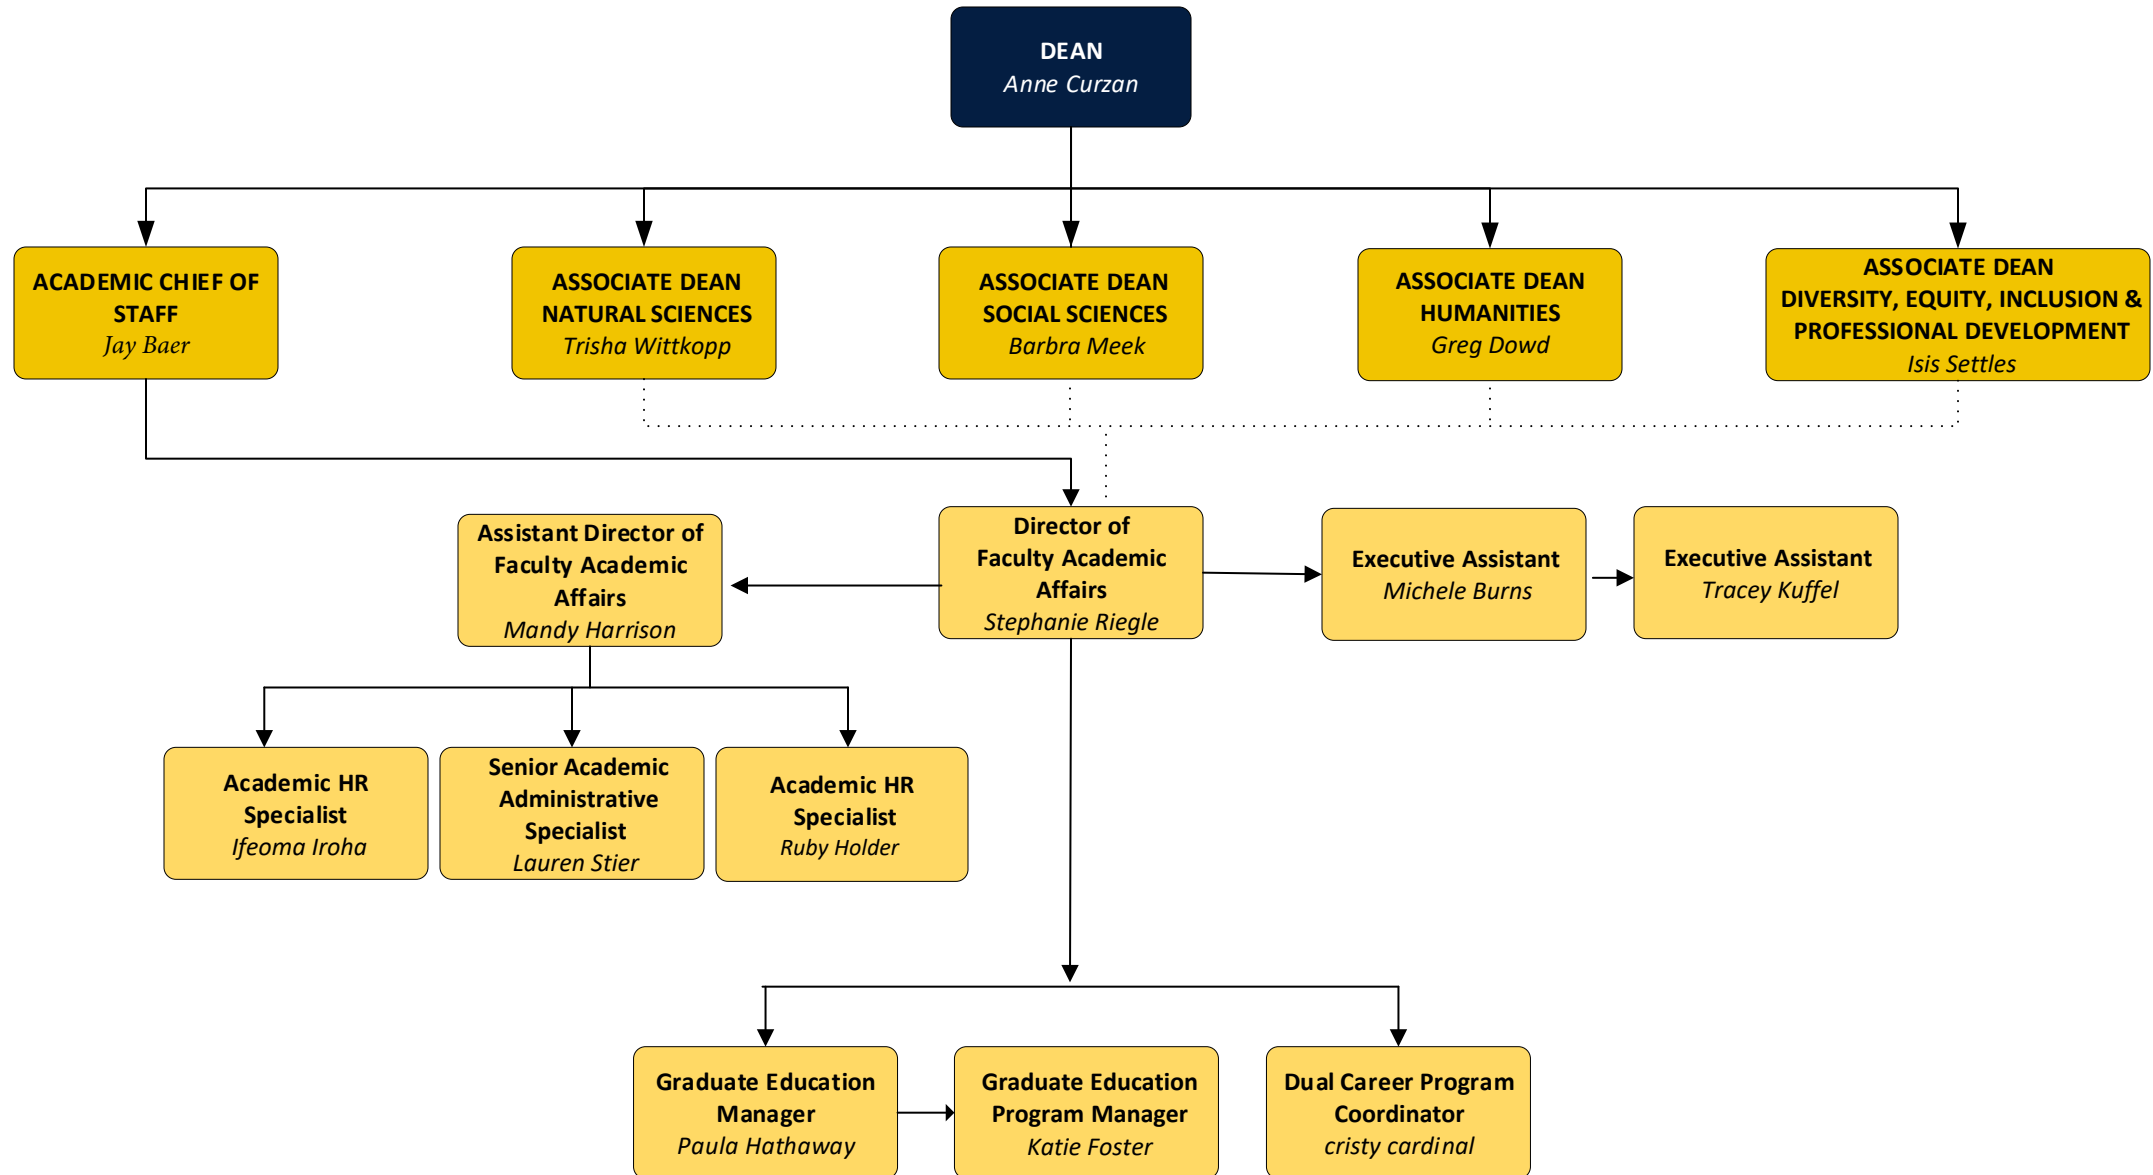 DEAN
Anne Curzan
ACADEMIC CHIEF OF
STAFF
Jay Baer
ASSOCIATE DEAN
NATURAL SCIENCES
Trisha Wittkopp
ASSOCIATE DEAN
SOCIAL SCIENCES
Barbra Meek
ASSOCIATE DEAN
HUMANITIES
Greg Dowd
ASSOCIATE DEAN
DIVERSITY, EQUITY, INCLUSION &
PROFESSIONAL DEVELOPMENT
Isis Settles
Assistant Director of
Faculty Academic
Affairs
Mandy Harrison
Director of
Faculty Academic
Affairs
Stephanie Riegle
Executive Assistant
Michele Burns
Executive Assistant
Tracey Kuffel
Academic HR
Specialist
Ifeoma Iroha
Senior Academic
Administrative
Specialist
Lauren Stier
Academic HR
Specialist
Ruby Holder
Graduate Education
Manager
Paula Hathaway
Graduate Education
Program Manager
Katie Foster
Dual Career Program
Coordinator
cristy cardinal